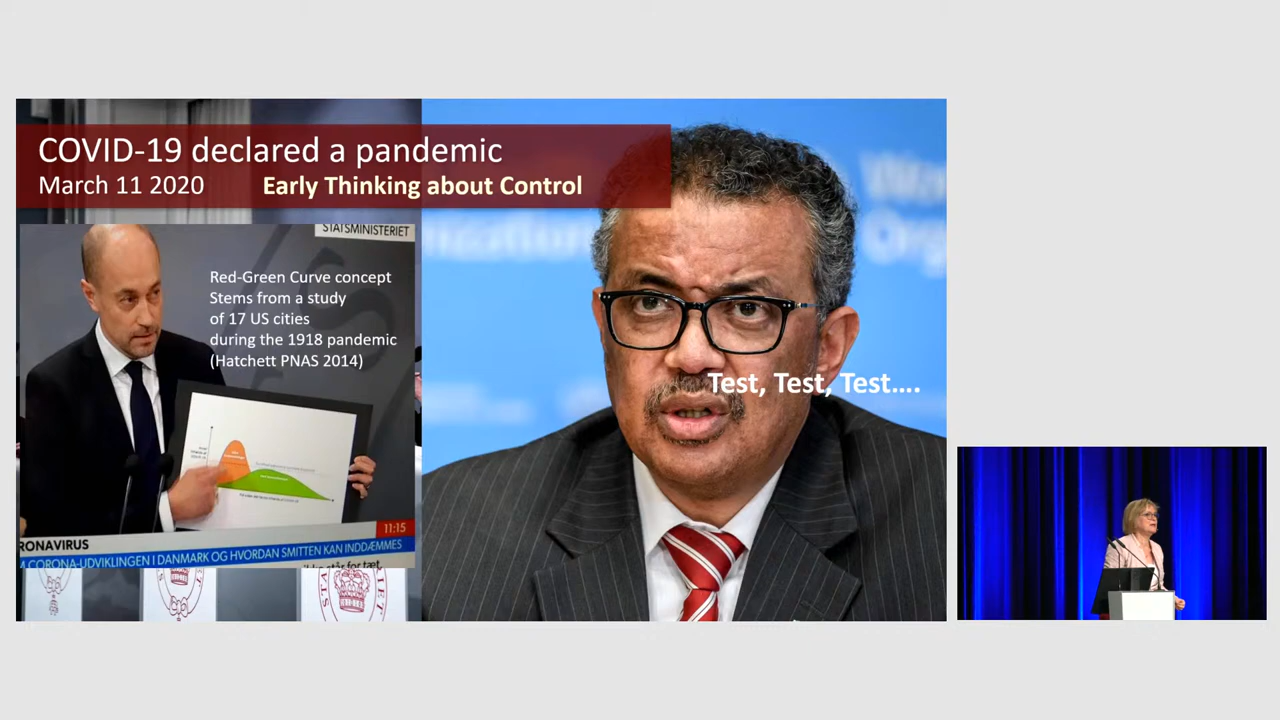 COVID-19 declared a pandemic
March 11 2020 Early Thinking about Control
STATSMINISTERIET
Red-Green Curve concept
Stems from a study
of 17 US cities
during the 1918 pandemic
(Hatchett PNAS 2014)
Test, Test, Test....
11:15
RONAVIRUS
M CORONA-UDVIKLINGEN I DANMARK OG HVORDAN SMITTEN KAN INDDÆMMES